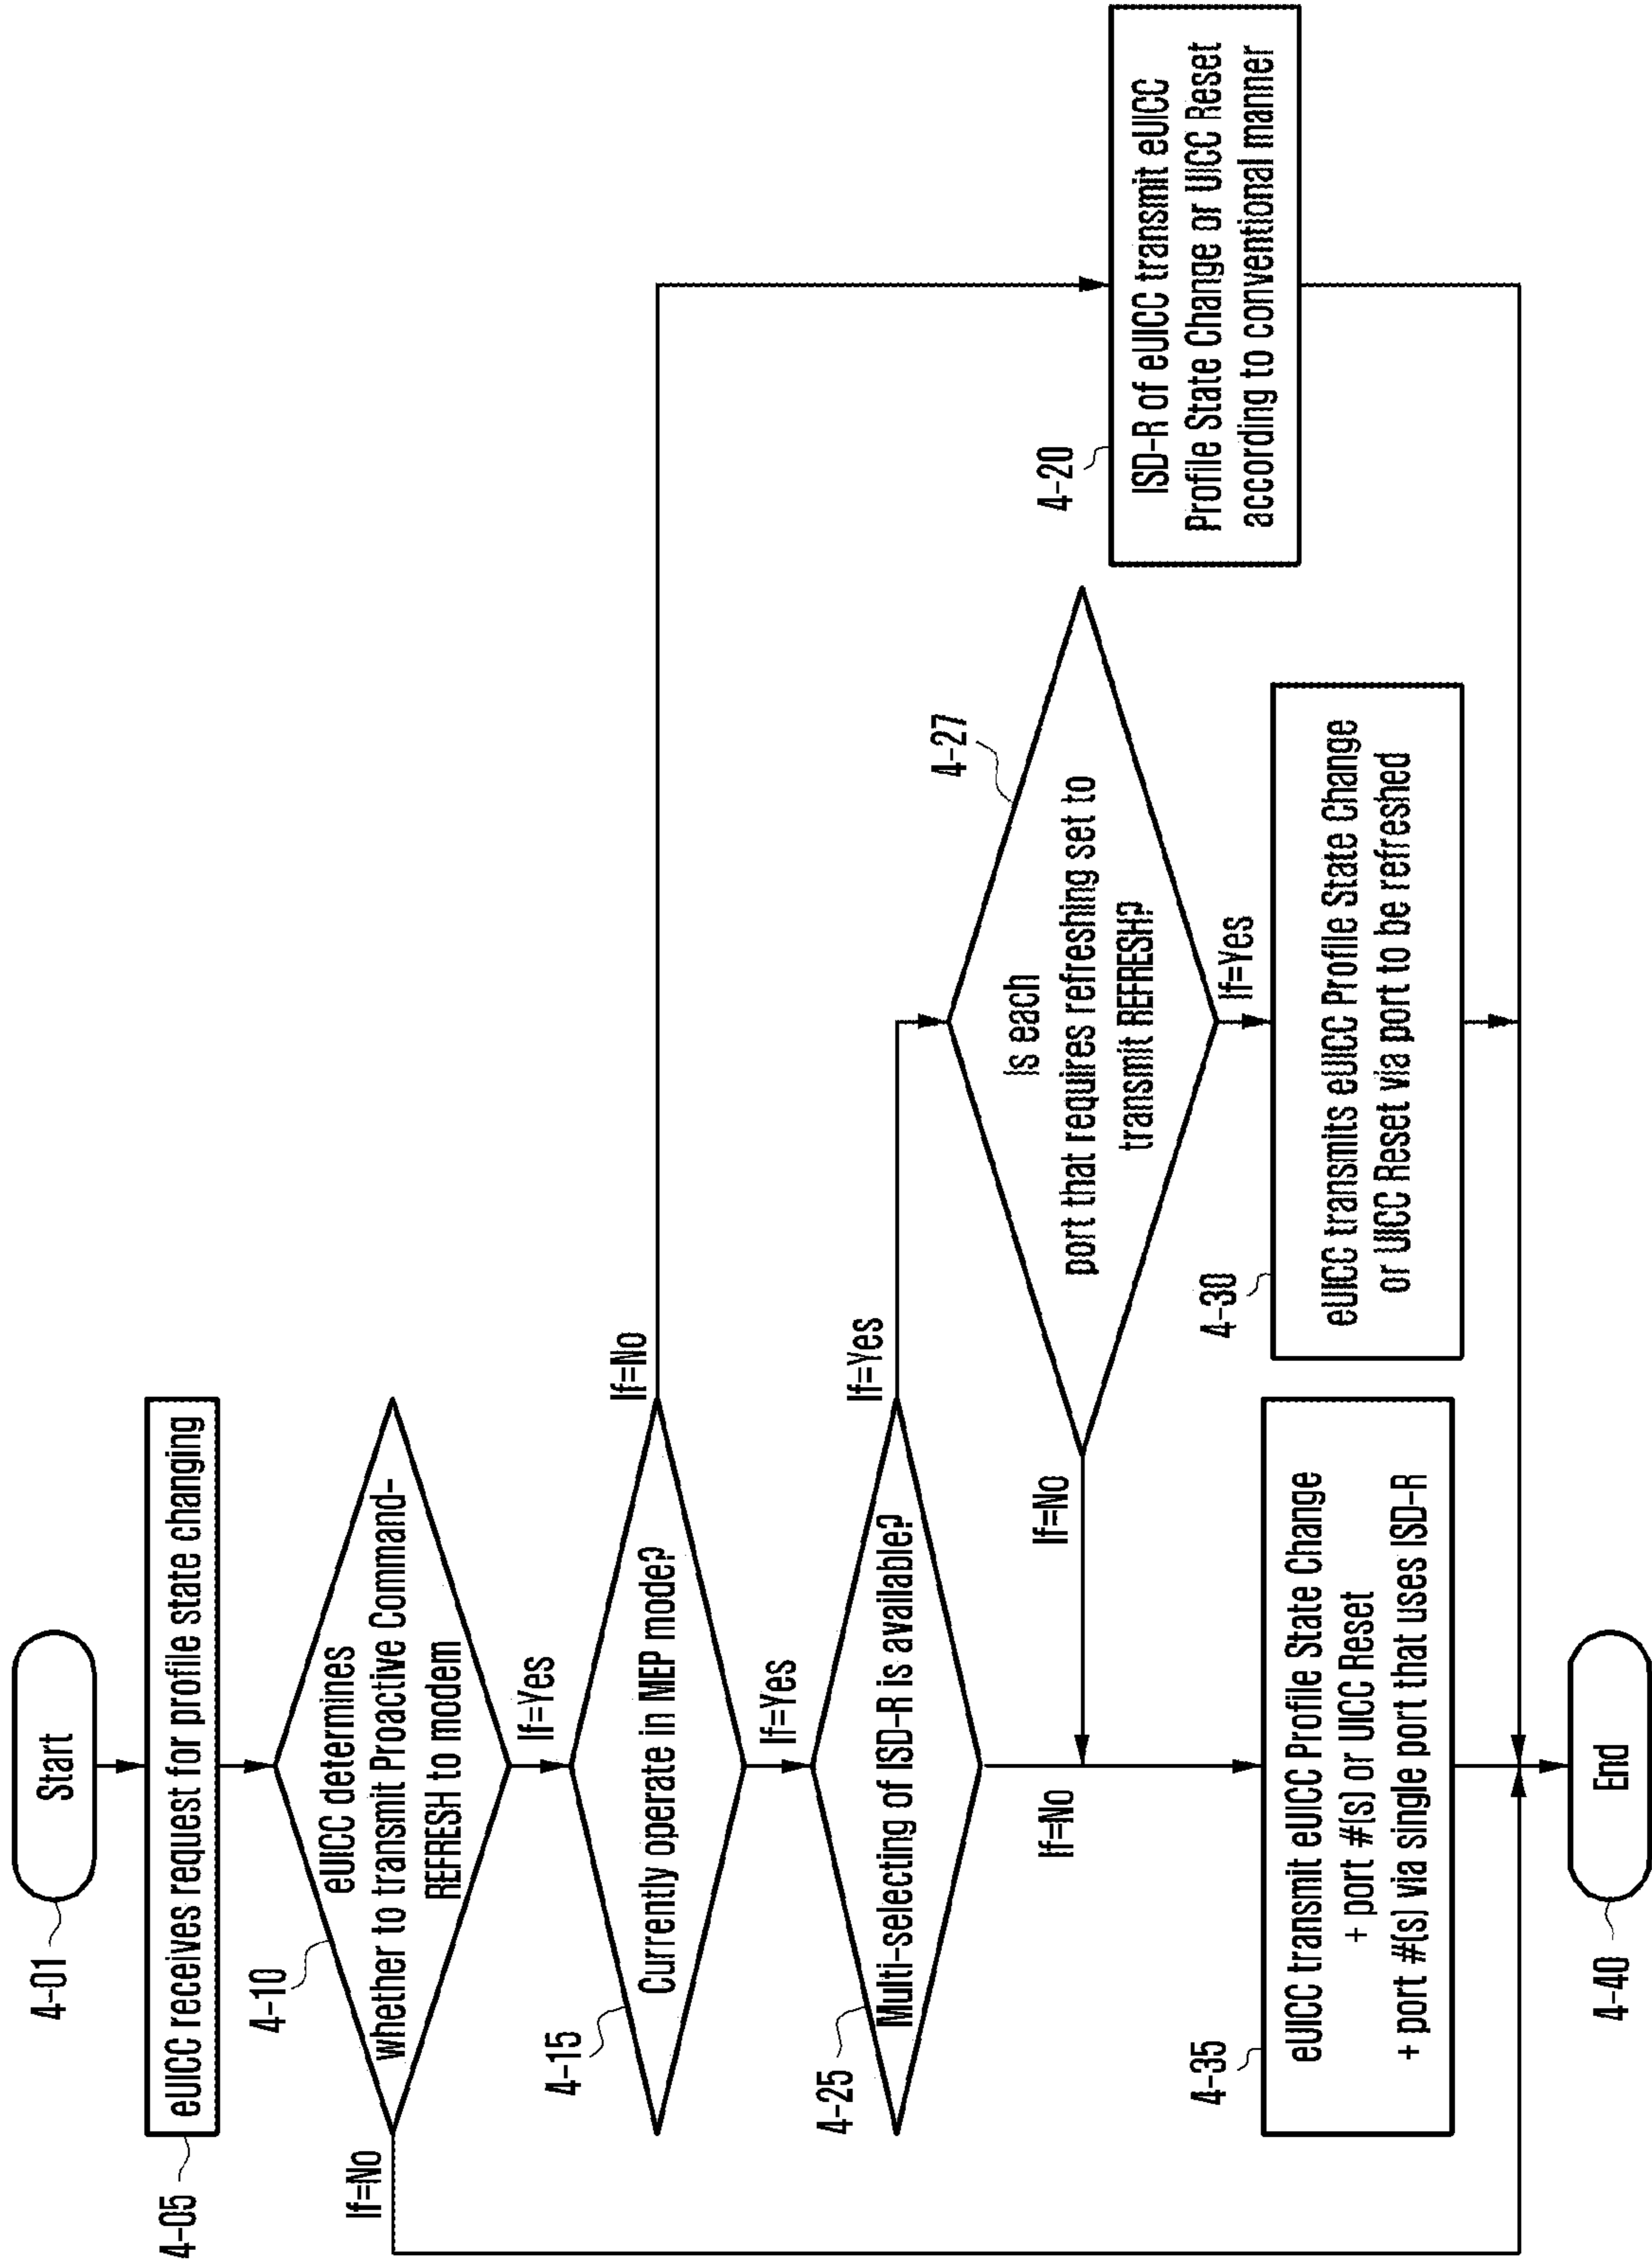 Start
4-01
eUICC receives request for profile state changing
4-05
eUICC determines
Whether to transmit Proactive Command-
REFRESH to modem
4-10
If=No
If=Yes
Currently operate in MEP mode?
4-15
If=No
If=Yes
Multi-selecting of ISD-R is available?
4-25
If=Yes
If=No
4-27
Is each
port that requires refreshing set to
transmit REFRESH?
If=No
If=Yes
4-20
ISD-R of eUICC transmit eUICC
Profile State Change or UICC Reset
according to conventional manner
4-35
eUICC transmit eUICC Profile State Change
+ port #(s) or UICC Reset
+ port #(s) via single port that uses ISD-R
4-30
eUICC transmits eUICC Profile State Change
or UICC Reset via port to be refreshed
End
4-40